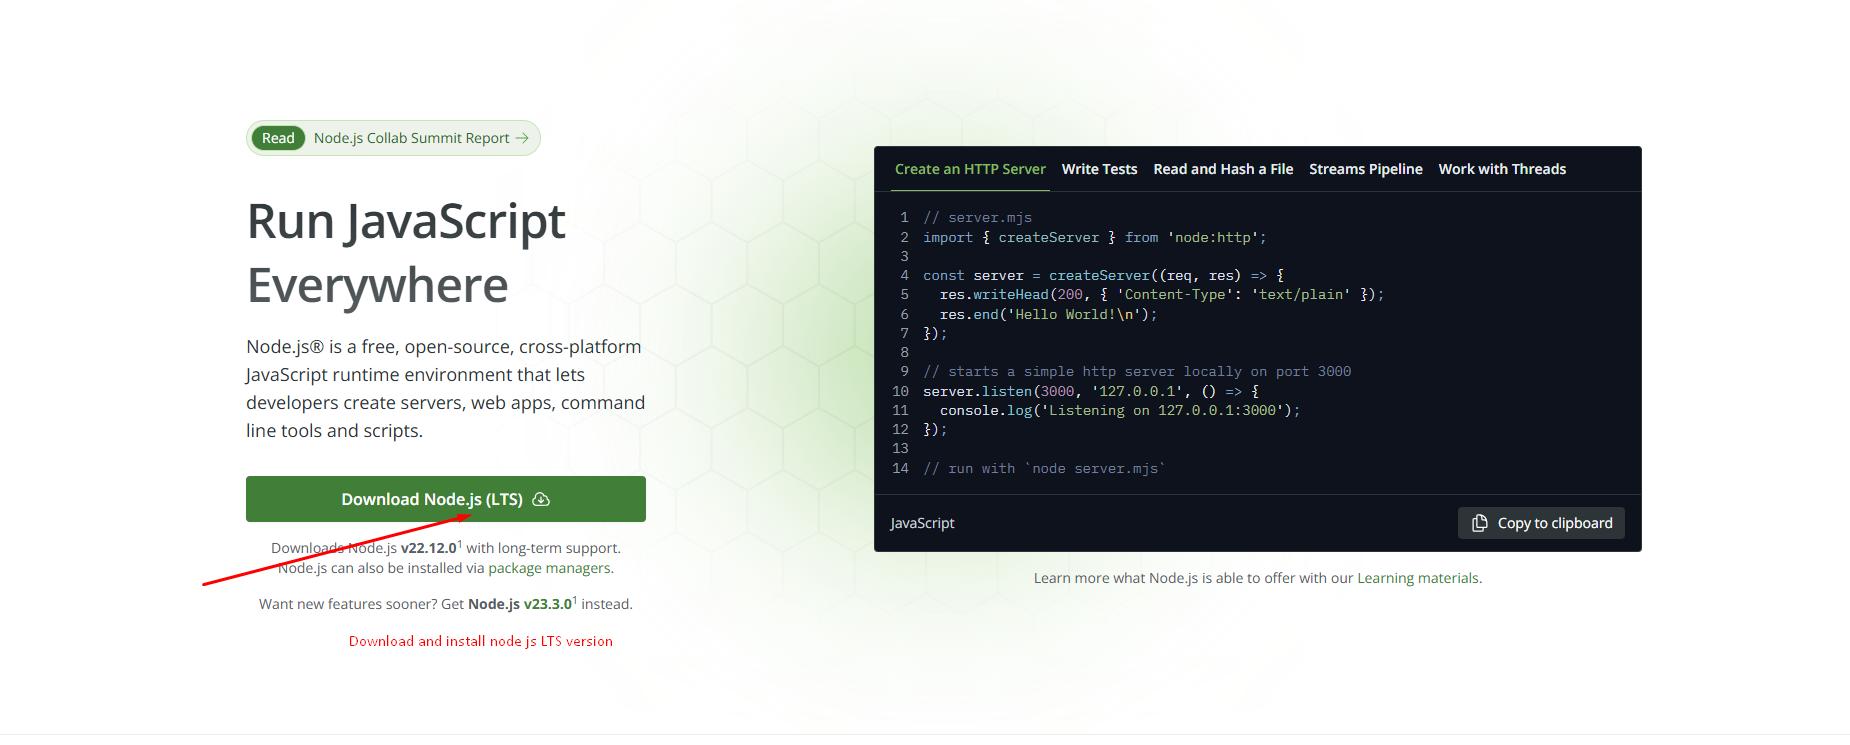 Read Node.js Collab Summit Report →
Run JavaScript
Everywhere
Node.js® is a free, open-source, cross-platform
JavaScript runtime environment that lets
developers create servers, web apps, command
line tools and scripts.
Download Node.js (LTS)
Downloads Node.js v22.12.0¹ with long-term support.
Node.js can also be installed via package managers.
Want new features sooner? Get Node.js v23.3.0¹ instead.
Download and install node js LTS version
Create an HTTP Server Write Tests Read and Hash a File Streams Pipeline Work with Threads
1 // server.mjs
2 import { createServer } from 'node:http';
3
4 const server = createServer((req, res) => {
5   res.writeHead(200, { 'Content-Type': 'text/plain' });
6   res.end('Hello World!\n');
7 });
8
9 // starts a simple http server locally on port 3000
10 server.listen(3000, '127.0.0.1', () => {
11   console.log('Listening on 127.0.0.1:3000');
12 });
13
14 // run with `node server.mjs`
JavaScript Copy to clipboard
Learn more what Node.js is able to offer with our Learning materials.